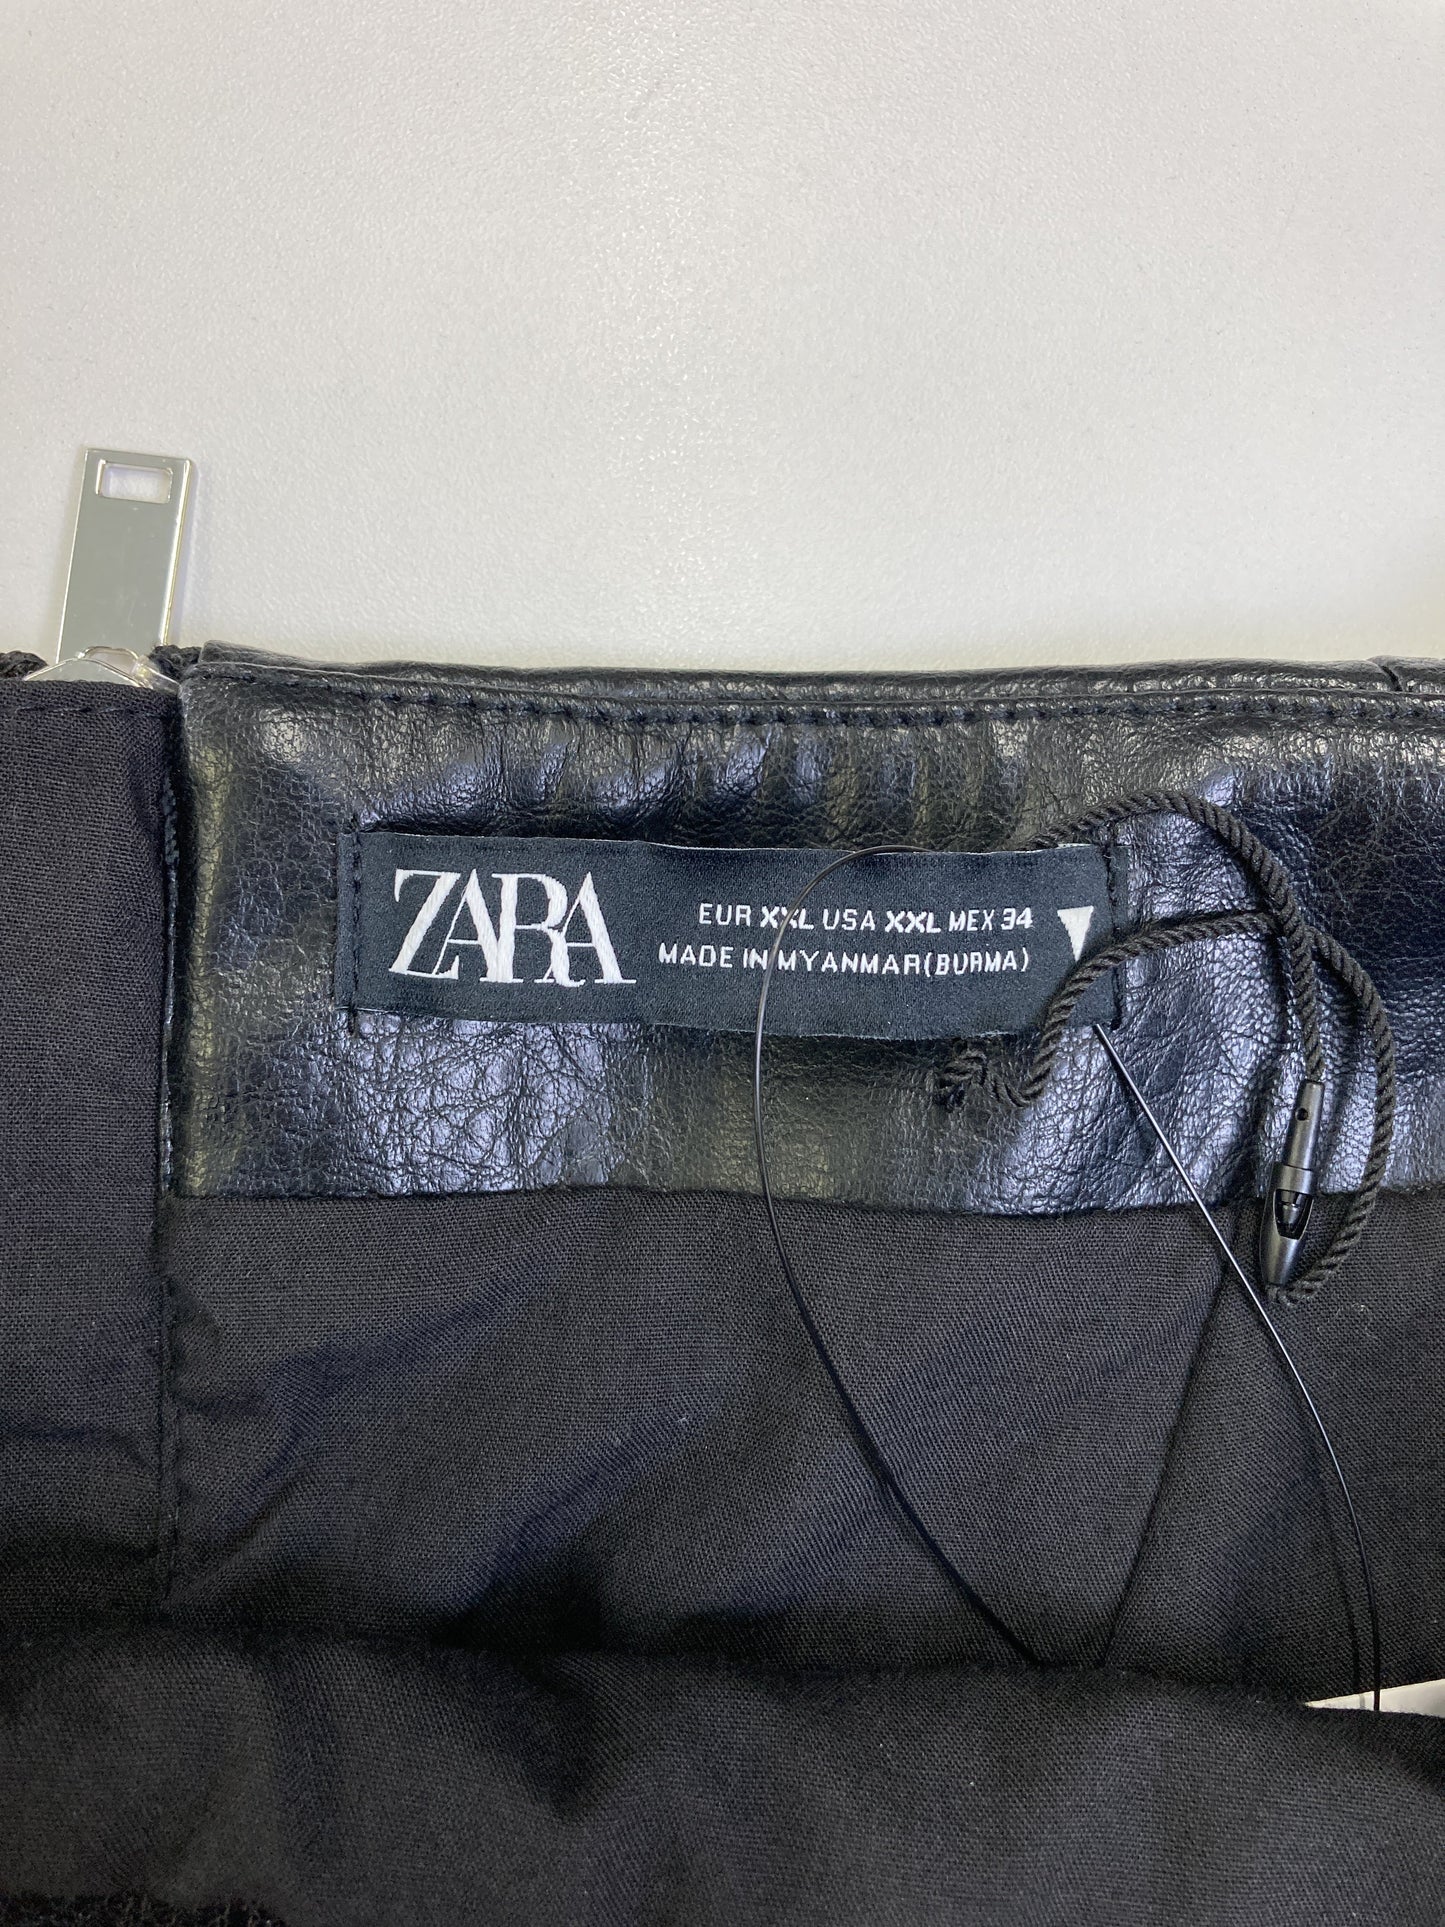 ZARA
EUR XXL USA XXL MEX 34
MADE IN MYANMAR(BURMA)